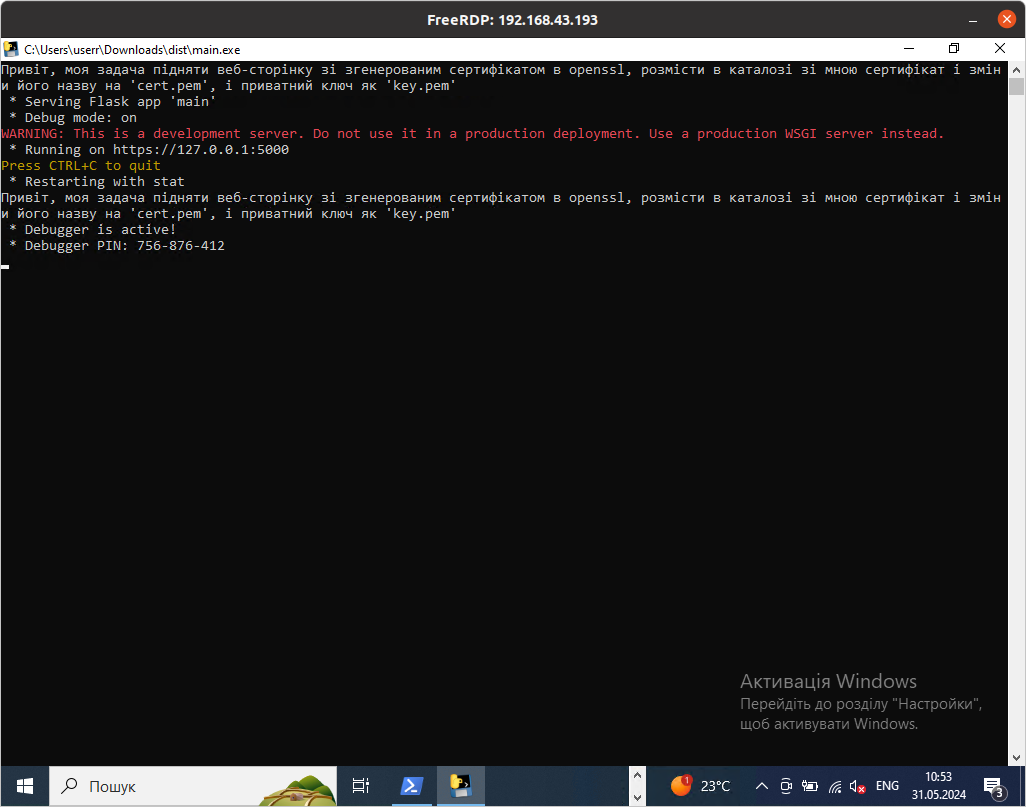 FreeRDP: 192.168.43.193
C:\Users\userr\Downloads\dist\main.exe
Привіт, моя задача підняти веб-сторінку зі згенерованим сертифікатом в openssl, розмісти в каталозі зі мною сертифікат і змін
и його назву на 'cert.pem', і приватний ключ як 'key.pem'
* Serving Flask app 'main'
* Debug mode: on
WARNING: This is a development server. Do not use it in a production deployment. Use a production WSGI server instead.
* Running on https://127.0.0.1:5000
Press CTRL+C to quit
* Restarting with stat
Привіт, моя задача підняти веб-сторінку зі згенерованим сертифікатом в openssl, розмісти в каталозі зі мною сертифікат і змін
и його назву на 'cert.pem', і приватний ключ як 'key.pem'
* Debugger is active!
* Debugger PIN: 756-876-412
Активація Windows
Перейдіть до розділу "Настройки",
щоб активувати Windows.
Пошук
1
23°C
ENG
10:53
31.05.2024
3